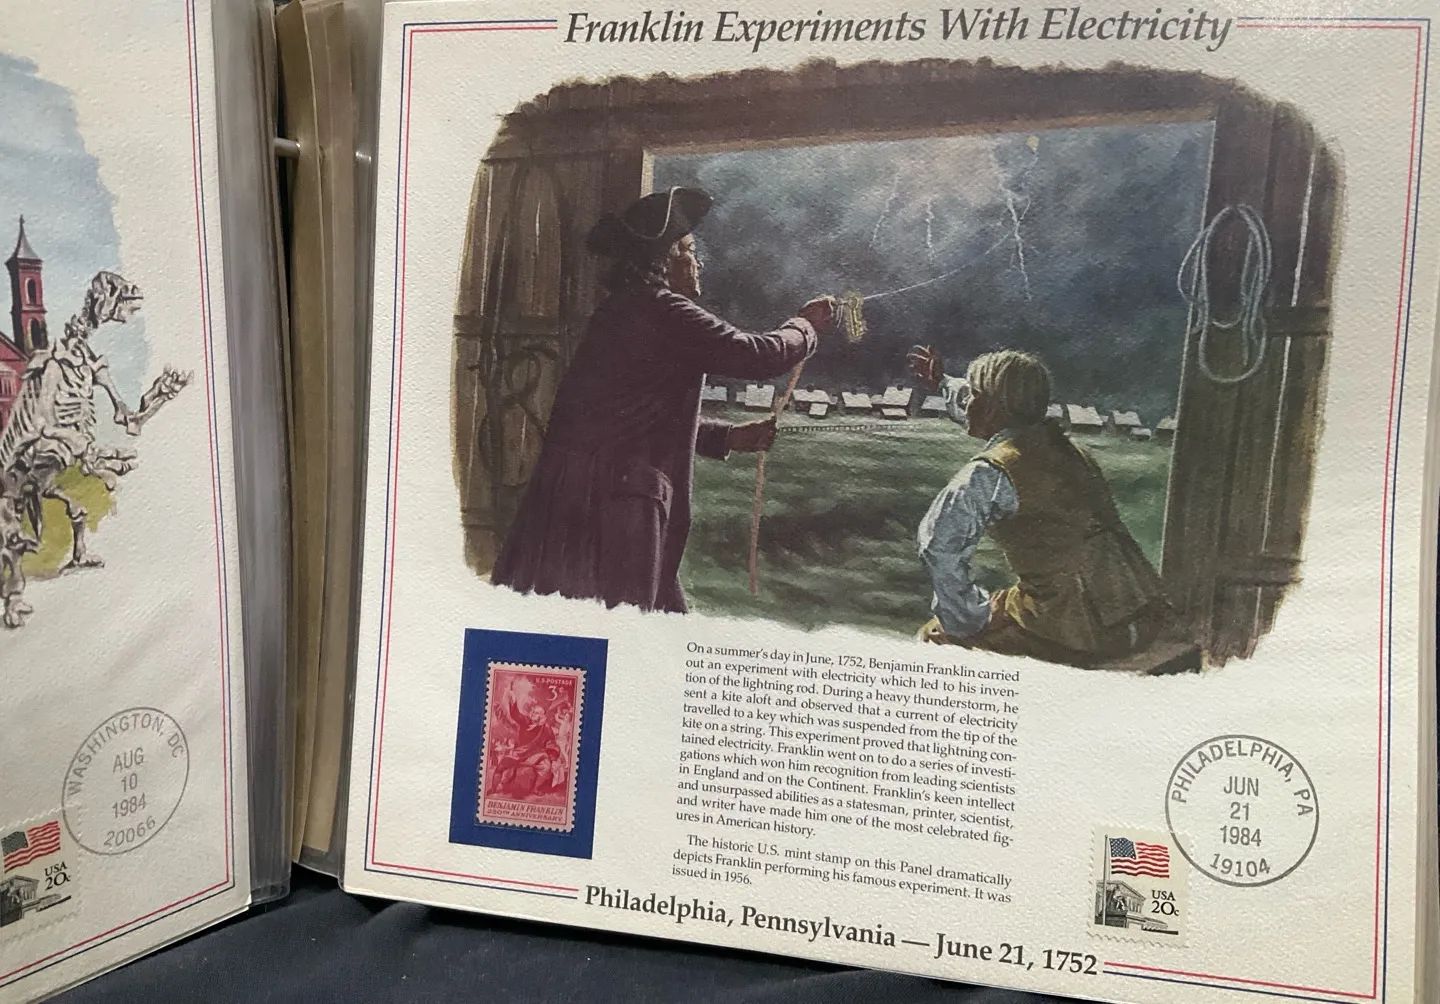 Franklin Experiments With Electricity
On a summer's day in June, 1752, Benjamin Franklin carried
out an experiment with electricity which led to his inven-
tion of the lightning rod. During a heavy thunderstorm, he
sent a kite aloft and observed that a current of electricity
travelled to a key which was suspended from the tip of the
kite on a string. This experiment proved that lightning con-
tained electricity. Franklin went on to do a series of investi-
gations which won him recognition from leading scientists
in England and on the Continent. Franklin's keen intellect
and unsurpassed abilities as a statesman, printer, scientist,
and writer have made him one of the most celebrated fig-
ures in American history.
The historic U.S. mint stamp on this Panel dramatically
depicts Franklin performing his famous experiment. It was
issued in 1956.
U.S. POSTAGE
3¢
BENJAMIN FRANKLIN
250TH ANNIVERSARY
PHILADELPHIA, PA
JUN
21
1984
19104
USA
20c
Philadelphia, Pennsylvania — June 21, 1752
WASHINGTON, DC
AUG
10
1984
20066
USA
20c